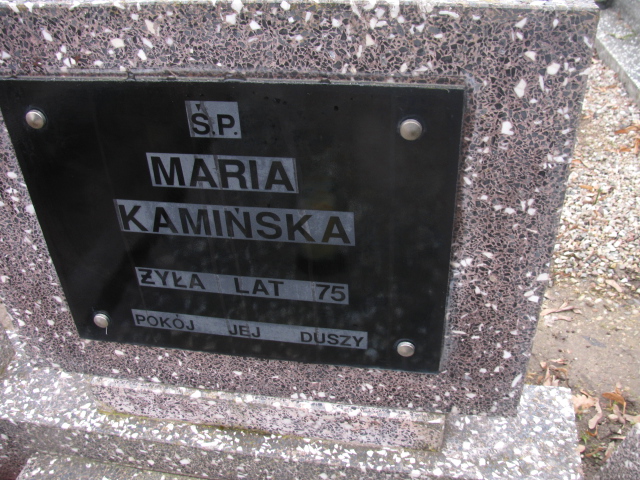 Ś.P.
MARIA
KAMIŃSKA
ŻYŁA LAT 75
POKÓJ JEJ DUSZY